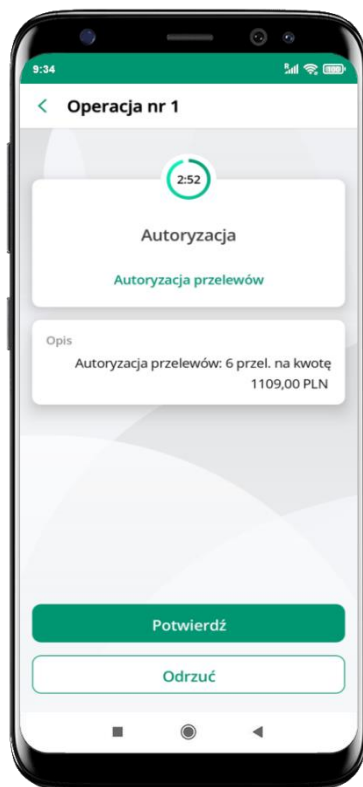 9:34
Operacja nr 1
2:52
Autoryzacja
Autoryzacja przelewów
Opis
Autoryzacja przelewów: 6 przel. na kwotę
1109,00 PLN
Potwierdź
Odrzuć